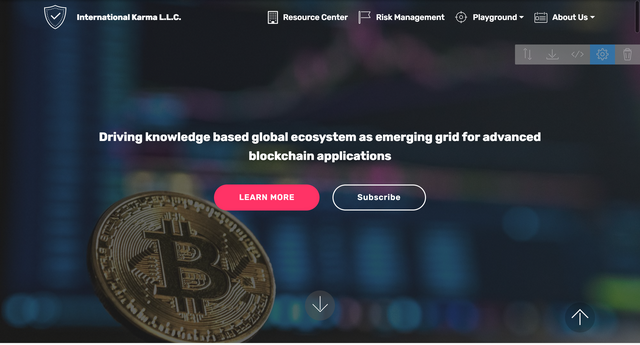 International Karma L.L.C.
Resource Center
Risk Management
Playground
About Us
Driving knowledge based global ecosystem as emerging grid for advanced
blockchain applications
LEARN MORE
Subscribe